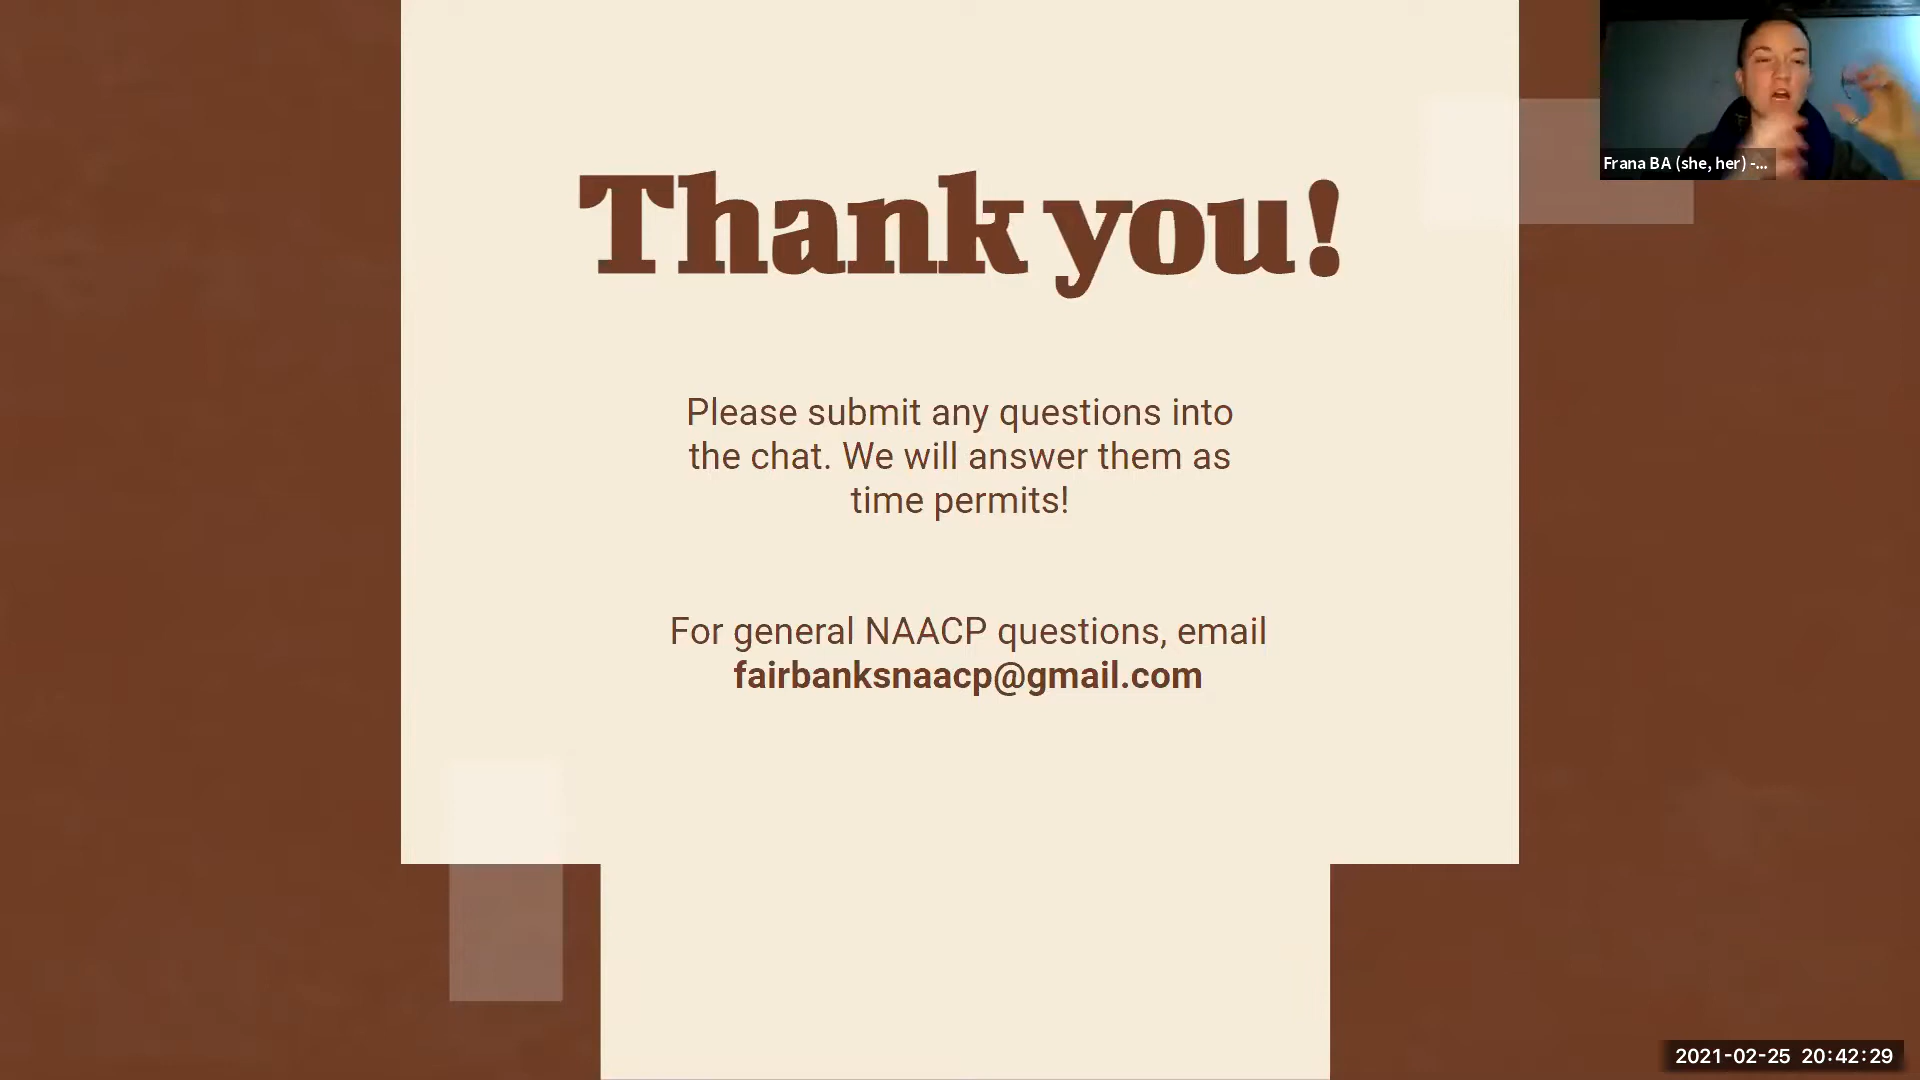 Thank you!
Please submit any questions into
the chat. We will answer them as
time permits!
For general NAACP questions, email
fairbanksnaacp@gmail.com
Frana BA (she, her) -...
2021-02-25 20:42:29